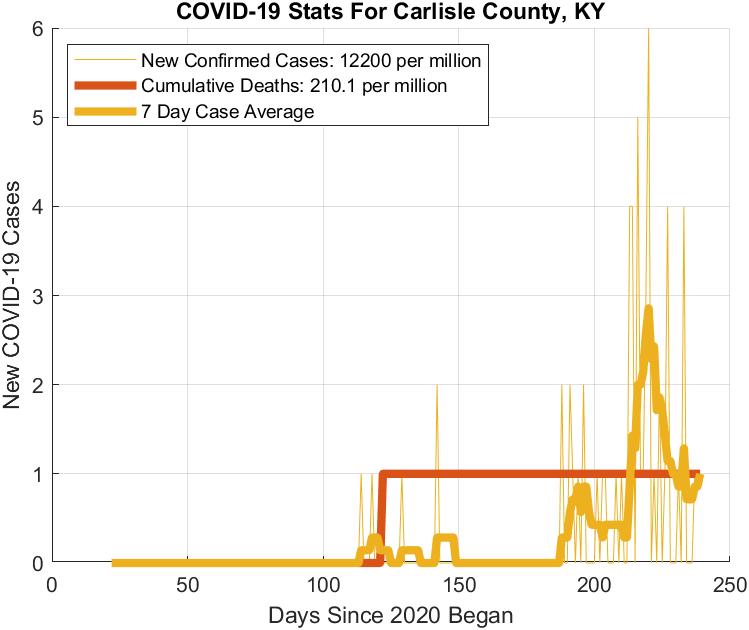 COVID-19 Stats For Carlisle County, KY
New Confirmed Cases: 12200 per million
Cumulative Deaths: 210.1 per million
7 Day Case Average
New COVID-19 Cases
6
5
4
3
2
1
0
0 50 100 150 200 250
Days Since 2020 Began